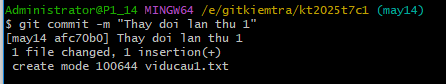 Administrator@P1_14 MINGW64 /e/gitkiemtra/kt2025t7c1 (may14)
$ git commit -m "Thay doi lan thu 1"
[may14 afc70b0] Thay doi lan thu 1
 1 file changed, 1 insertion(+)
 create mode 100644 viducau1.txt